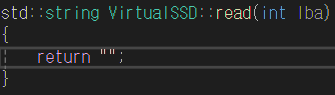 std::string VirtualSSD::read(int lba)
{
    return "";
}